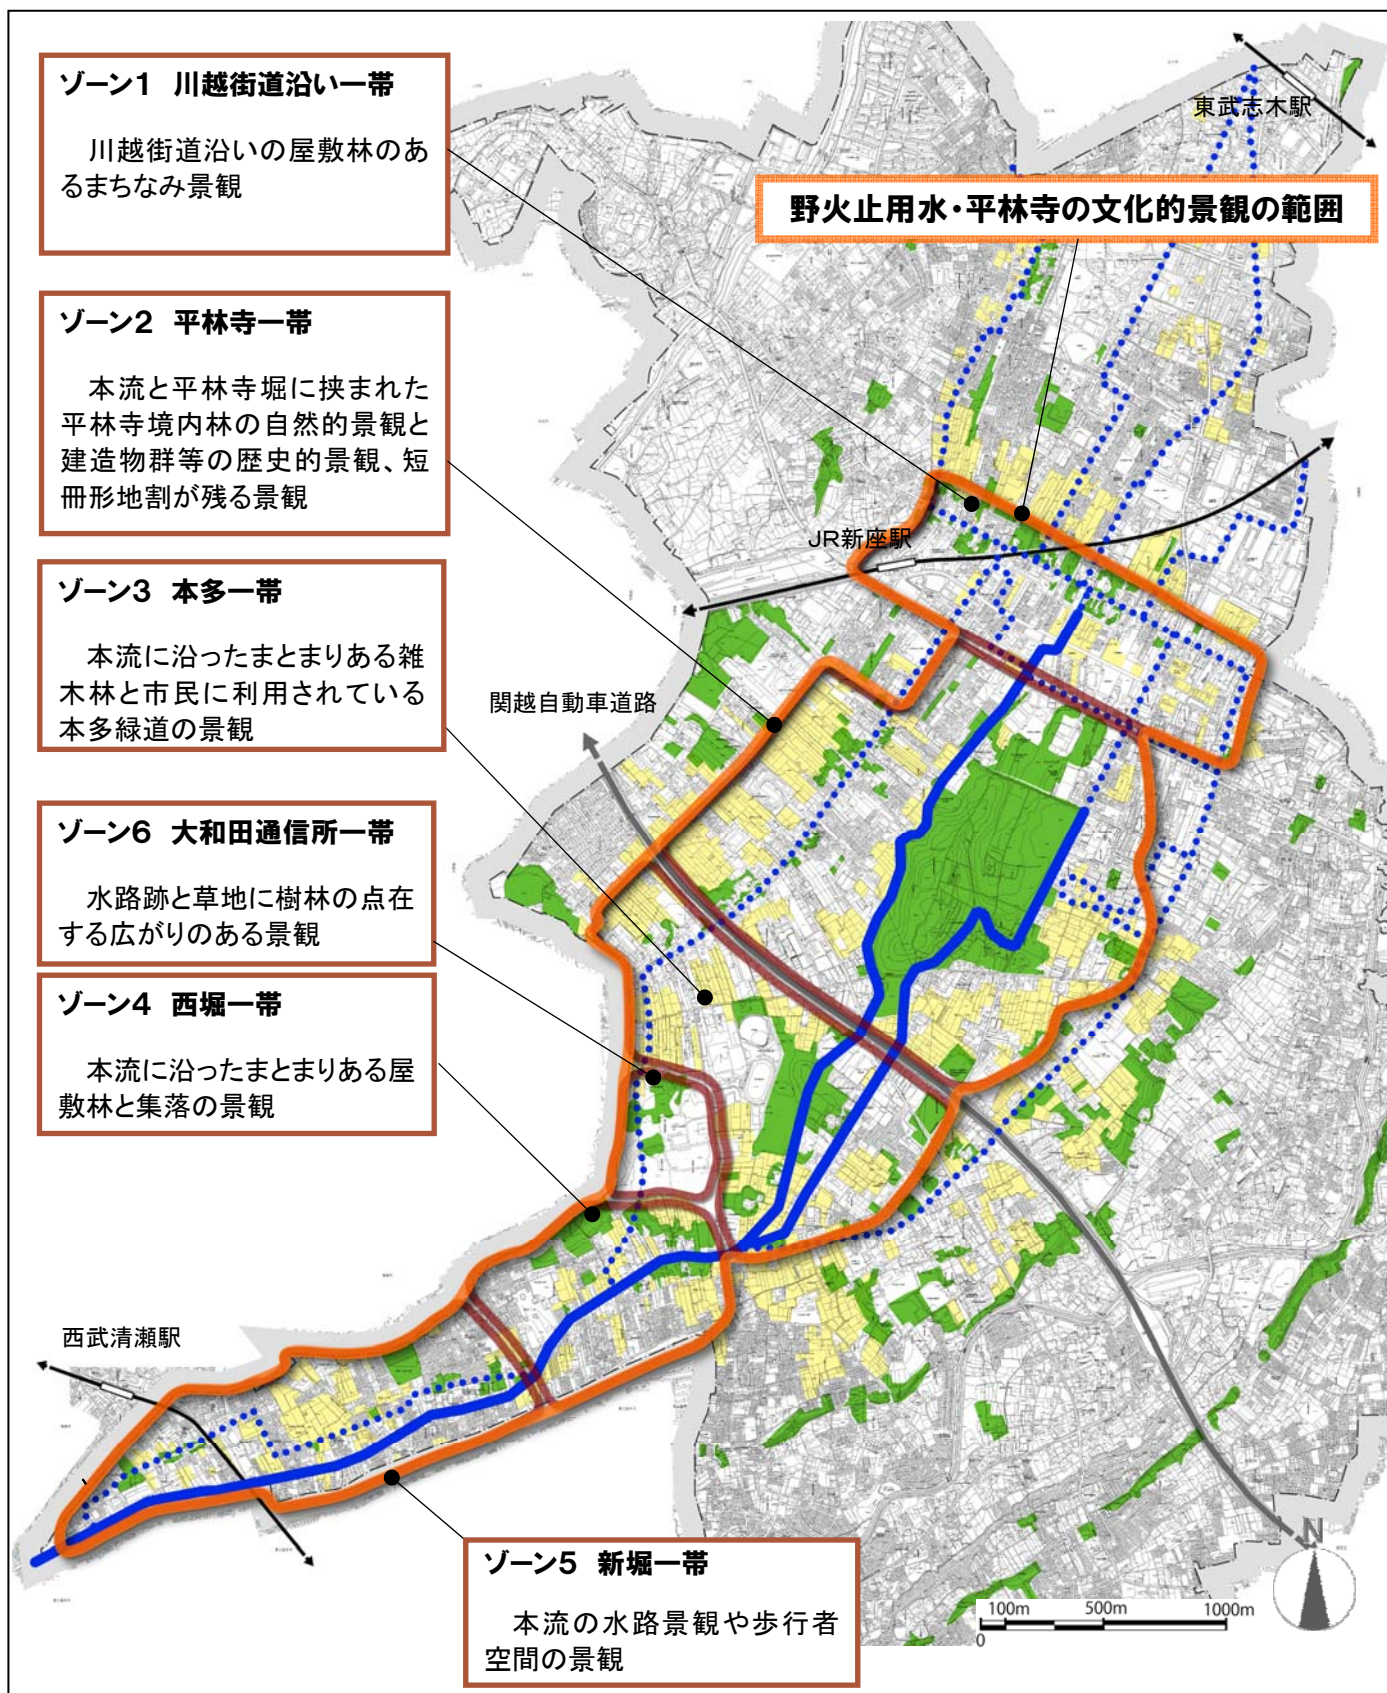 ゾーン1　川越街道沿い一帯
川越街道沿いの屋敷林のあ
るまちなみ景観
東武志木駅
野火止用水・平林寺の文化的景観の範囲
ゾーン2　平林寺一帯
本流と平林寺堀に挟まれた
平林寺境内林の自然的景観と
建造物群等の歴史的景観、短
冊形地割が残る景観
JR新座駅
ゾーン3　本多一帯
本流に沿ったまとまりある雑
木林と市民に利用されている
本多緑道の景観
関越自動車道路
ゾーン6　大和田通信所一帯
水路跡と草地に樹林の点在
する広がりのある景観
ゾーン4　西堀一帯
本流に沿ったまとまりある屋
敷林と集落の景観
西武清瀬駅
ゾーン5　新堀一帯
本流の水路景観や歩行者
空間の景観
N
100m 500m 1000m
0